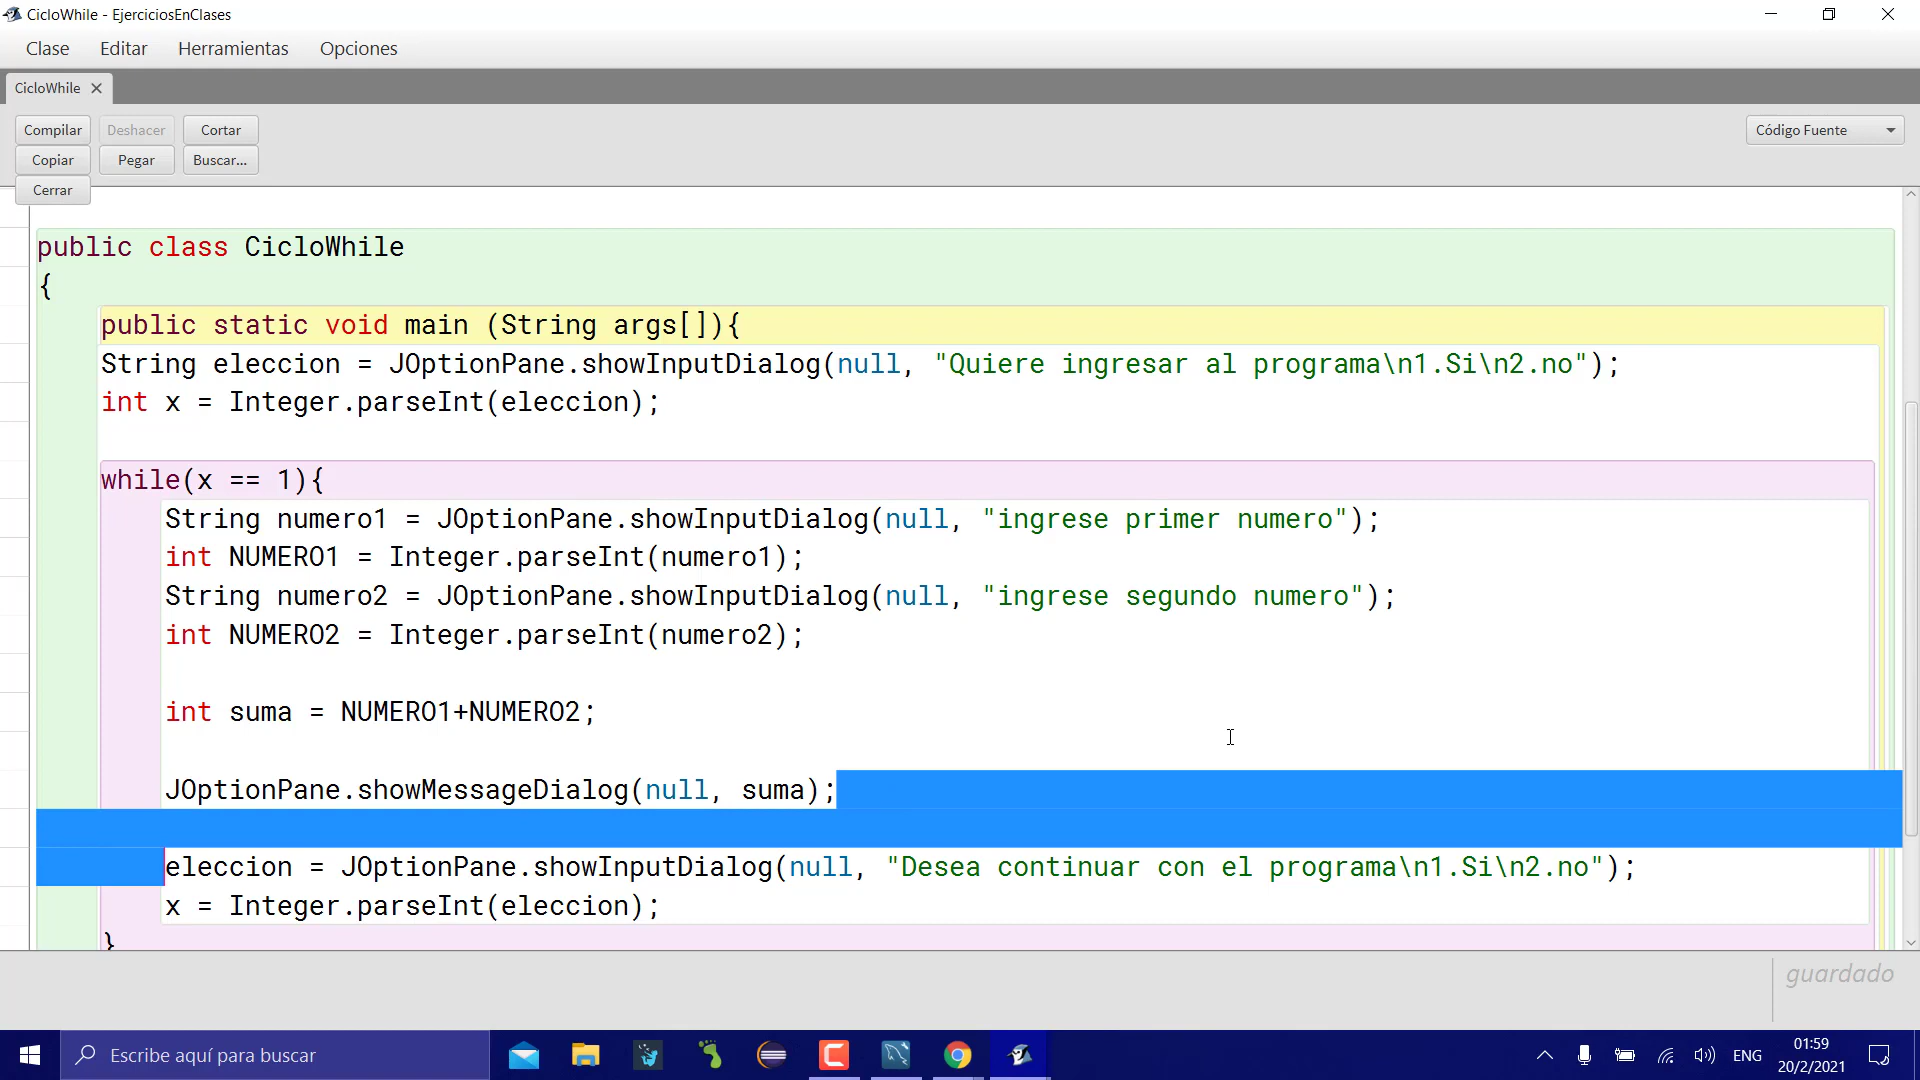 CicloWhile - EjerciciosEnClases
Clase Editar Herramientas Opciones
CicloWhile
Compilar Deshacer Cortar
Código Fuente
Copiar Pegar Buscar...
Cerrar
public class CicloWhile
{
public static void main (String args[]){
String eleccion = JOptionPane.showInputDialog(null, "Quiere ingresar al programa\n1.Si\n2.no");
int x = Integer.parseInt(eleccion);
while(x == 1){
String numero1 = JOptionPane.showInputDialog(null, "ingrese primer numero");
int NUMERO1 = Integer.parseInt(numero1);
String numero2 = JOptionPane.showInputDialog(null, "ingrese segundo numero");
int NUMERO2 = Integer.parseInt(numero2);
int suma = NUMERO1+NUMERO2;
JOptionPane.showMessageDialog(null, suma);
eleccion = JOptionPane.showInputDialog(null, "Desea continuar con el programa\n1.Si\n2.no");
x = Integer.parseInt(eleccion);
}
guardado
Escribe aquí para buscar
ENG
01:59
20/2/2021